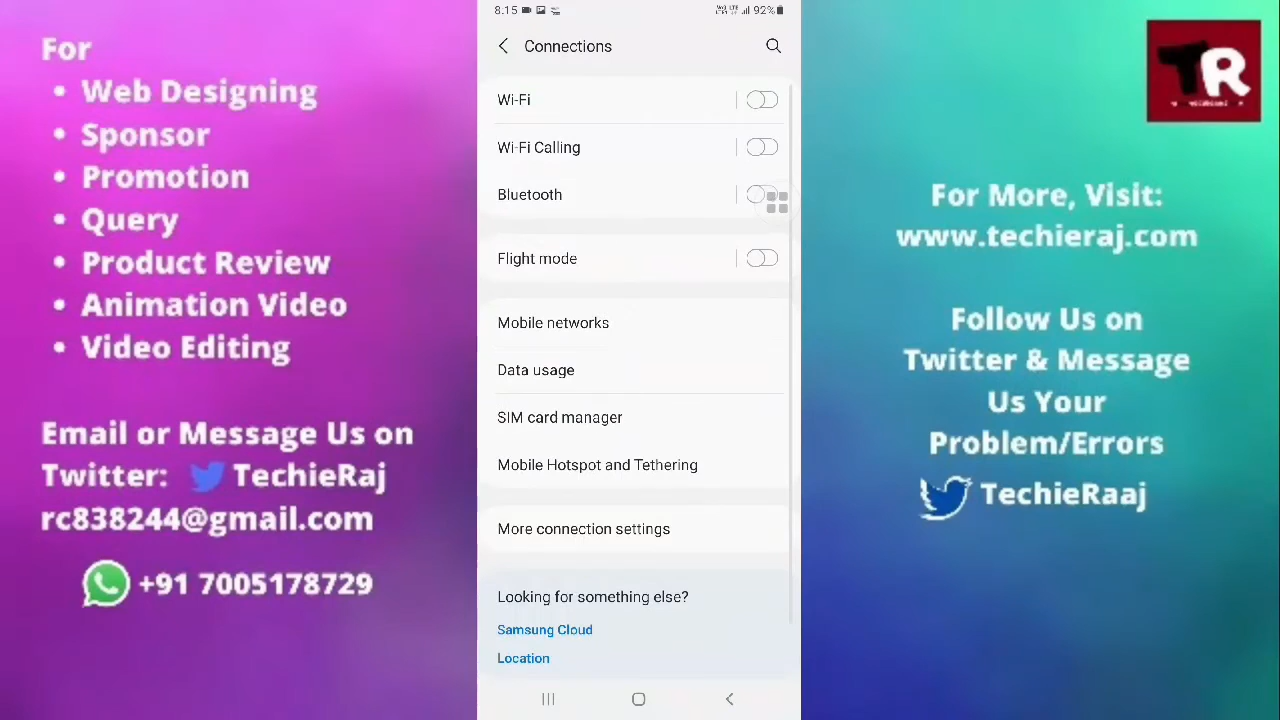 For
• Web Designing
• Sponsor
• Promotion
• Query
• Product Review
• Animation Video
• Video Editing
Email or Message Us on
Twitter: TechieRaj
rc838244@gmail.com
+91 7005178729
8:15
92%
Connections
Wi-Fi
Wi-Fi Calling
Bluetooth
Flight mode
Mobile networks
Data usage
SIM card manager
Mobile Hotspot and Tethering
More connection settings
Looking for something else?
Samsung Cloud
Location
TR
For More, Visit:
www.techieraj.com
Follow Us on
Twitter & Message
Us Your
Problem/Errors
TechieRaaj